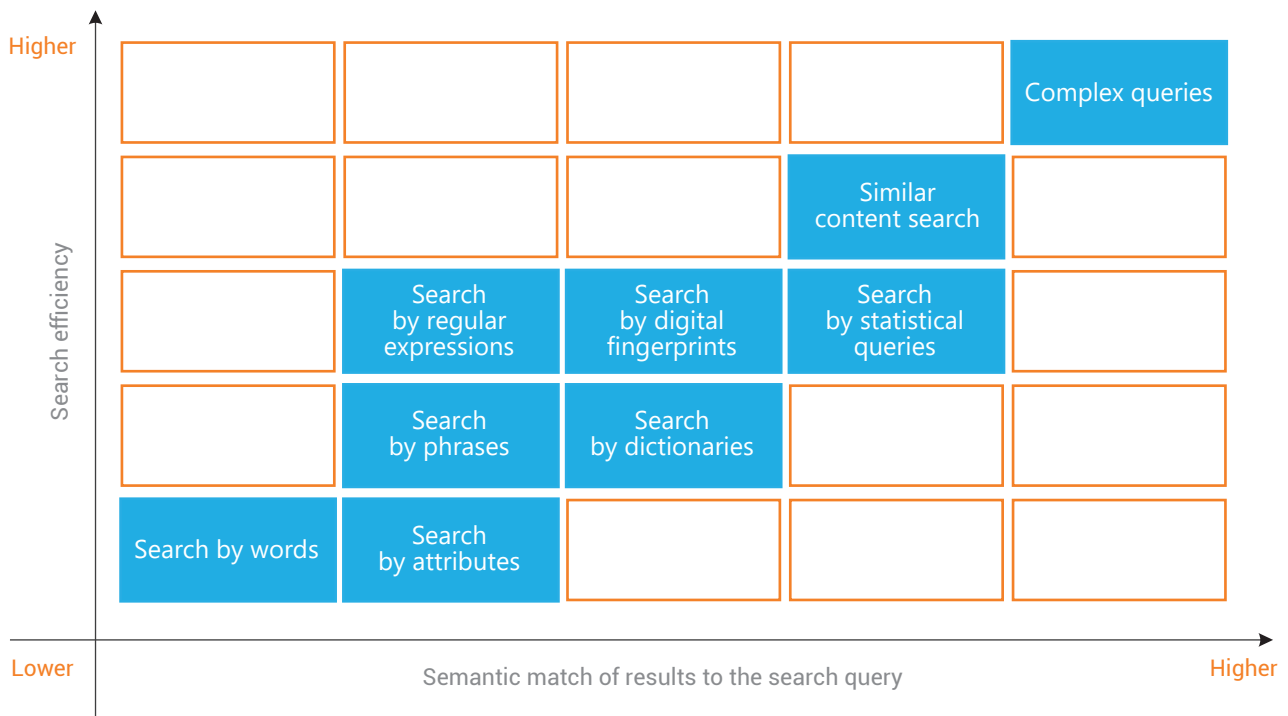 Higher
Complex queries
Similar
content search
Search
by regular
expressions
Search
by digital
fingerprints
Search
by statistical
queries
Search
by phrases
Search
by dictionaries
Search by words
Search
by attributes
Search efficiency
Lower
Semantic match of results to the search query
Higher